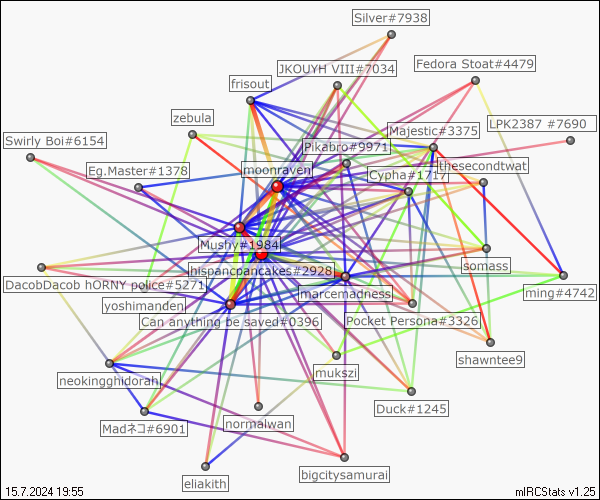 Silver#7938
Fedora Stoat#4479
JKOUYH VIII#7034
frisout
zebula
LPK2387 #7690
Majestic#3375
Swirly Boi#6154
Pikabro#9971
thesecondtwat
Eg.Master#1378
moonraven
Cypha#1717
Mushy#1984
somass
hispancpancakes#2928
DacobDacob hORNY police#5271
ming#4742
marcemadness
yoshimanden
Can anything be saved#0396
Pocket Persona#3326
shawntee9
mukszi
neokingghidorah
Duck#1245
normalwan
Madネコ#6901
bigcitysamurai
eliakith
15.7.2024 19:55
mIRCStats v1.25